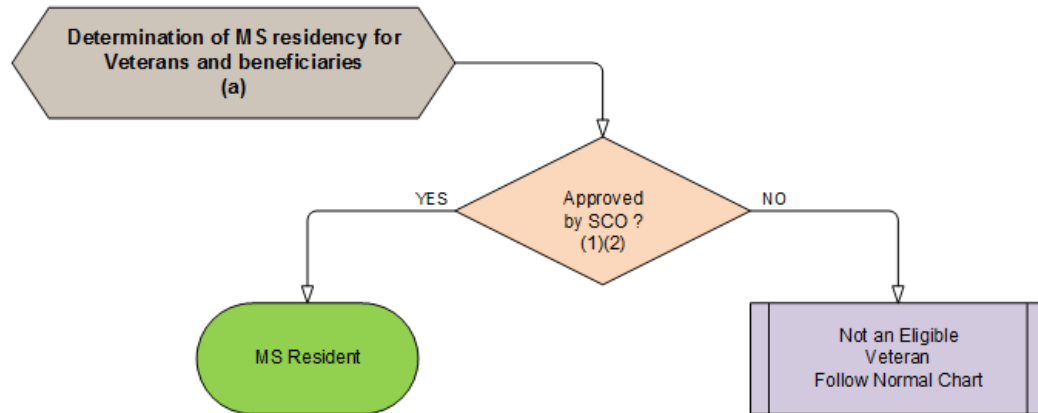 Determination of MS residency for
Veterans and beneficiaries
(a)
Approved
by SCO ?
(1)(2)
YES
NO
MS Resident
Not an Eligible
Veteran
Follow Normal Chart